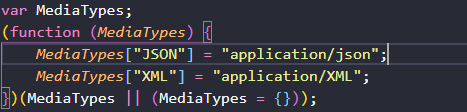 var MediaTypes;
(function (MediaTypes) {
    MediaTypes["JSON"] = "application/json";
    MediaTypes["XML"] = "application/XML";
})(MediaTypes || (MediaTypes = {}));